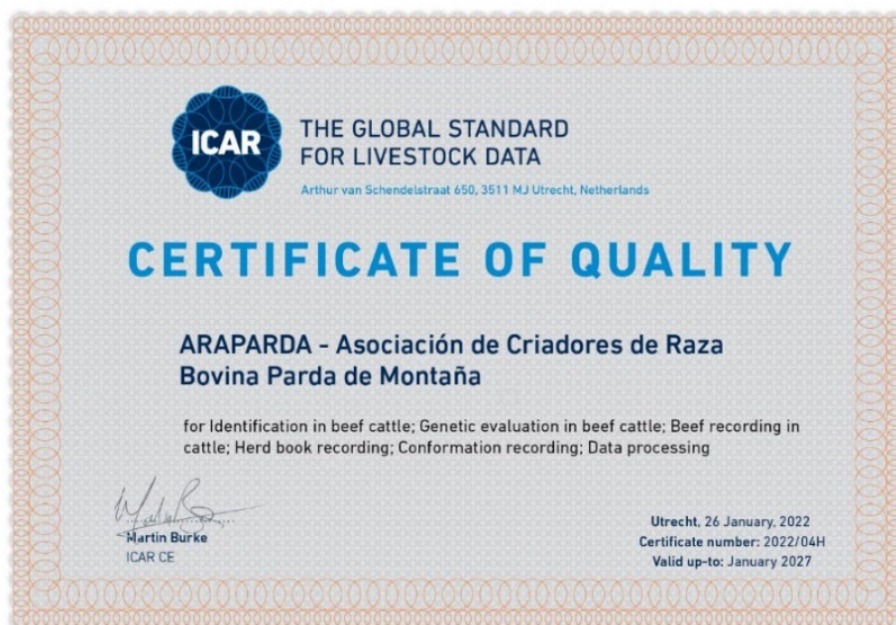 ICAR
THE GLOBAL STANDARD
FOR LIVESTOCK DATA
Arthur van Schendelstraat 650, 3511 MJ Utrecht, Netherlands
CERTIFICATE OF QUALITY
ARAPARDA - Asociación de Criadores de Raza
Bovina Parda de Montaña
for Identification in beef cattle; Genetic evaluation in beef cattle; Beef recording in
cattle; Herd book recording; Conformation recording; Data processing
Martin Burke
ICAR CE
Utrecht, 26 January, 2022
Certificate number: 2022/04H
Valid up-to: January 2027